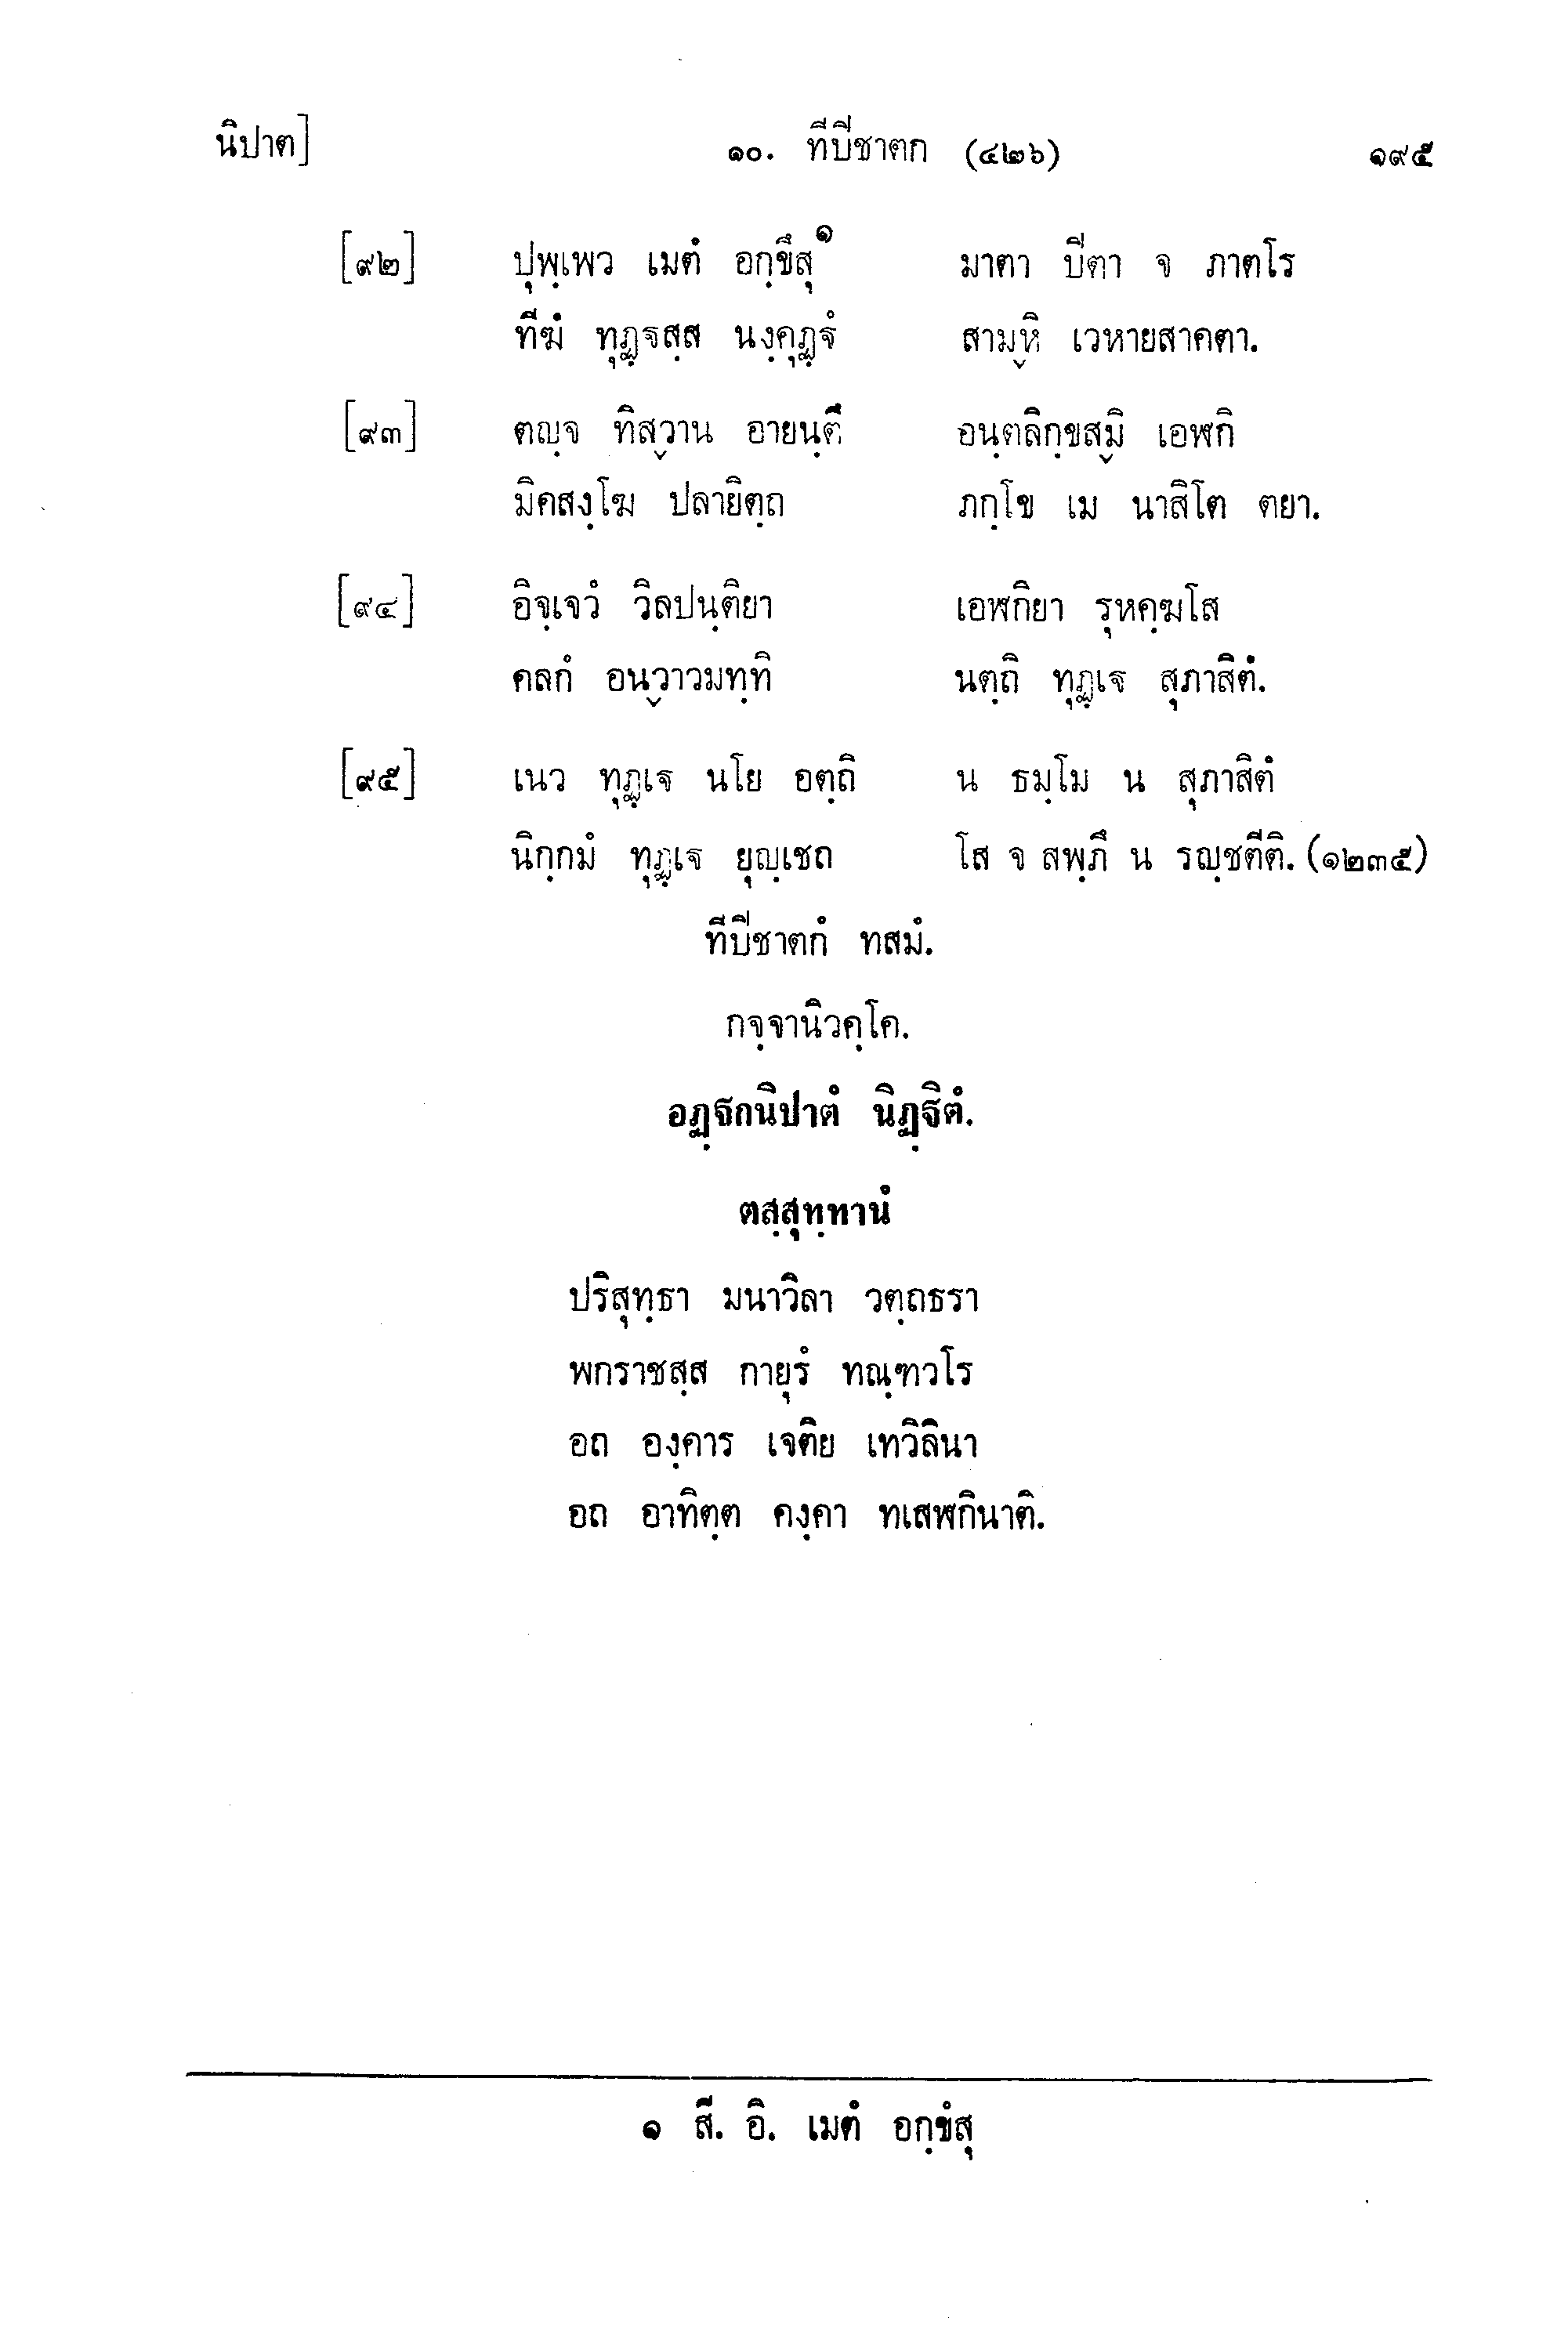 นิปาต] ๑๐. ทีปิชาตก (๔๒๖) ๑๙๕
[๙๒] ปุพฺเพว เมตํ อกฺขึสุ๑ มาตา ปิตา จ ภาตโร
ทีฆํ ทุฏฺฐสฺส นงฺคุฏฺฐํ สามฺหิ เวหายสาคตา.
[๙๓] ตญฺจ ทิสฺวาน อายนฺตึ อนฺตลิกฺขสฺมิ เอฬกิ
มิคสงฺโฆ ปลายิตฺถ ภกฺโข เม นาสิโต ตยา.
[๙๔] อิจฺเจวํ วิลปนฺติยา เอฬกิยา รุหคฺฆโส
คลกํ อนฺวาวมทฺทิ นตฺถิ ทุฏฺเฐ สุภาสิตํ.
[๙๕] เนว ทุฏฺเฐ นโย อตฺถิ น ธมฺโม น สุภาสิตํ
นิกฺกมํ ทุฏฺเฐ ยุญฺเชถ โส จ สพฺภึ น รญฺชตีติ. (๑๒๓๕)
ทีปิชาตกํ ทสมํ.
กจฺจานิวคฺโค.
อฏฺฐกนิปาตํ นิฏฺฐิตํ.
ตสฺสุทฺทานํ
ปริสุทฺธา มนาวิลา วตฺถธรา
พกราชสฺส กายุรํ ทณฺฑวโร
อถ องฺคาร เจติย เทวิลินา
อถ อาทิตฺต คงฺคา ทเสฬกินาติ.
๑ สี. อิ. เมตํ อกฺขํสุ